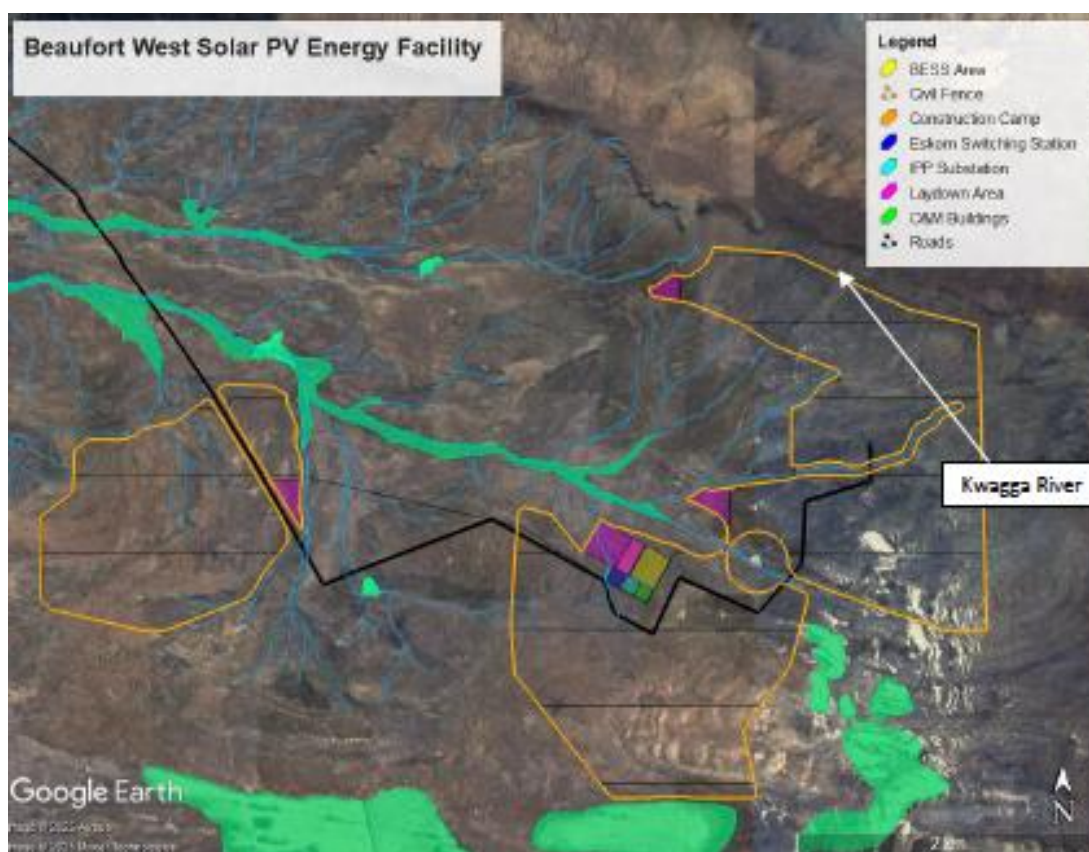 Beaufort West Solar PV Energy Facility
Legend
BESS Area
Civil Fence
Construction Camp
Eskom Switching Station
IPP Substation
Laydown Area
O&M Buildings
Roads
Kwagga River
Google Earth
N